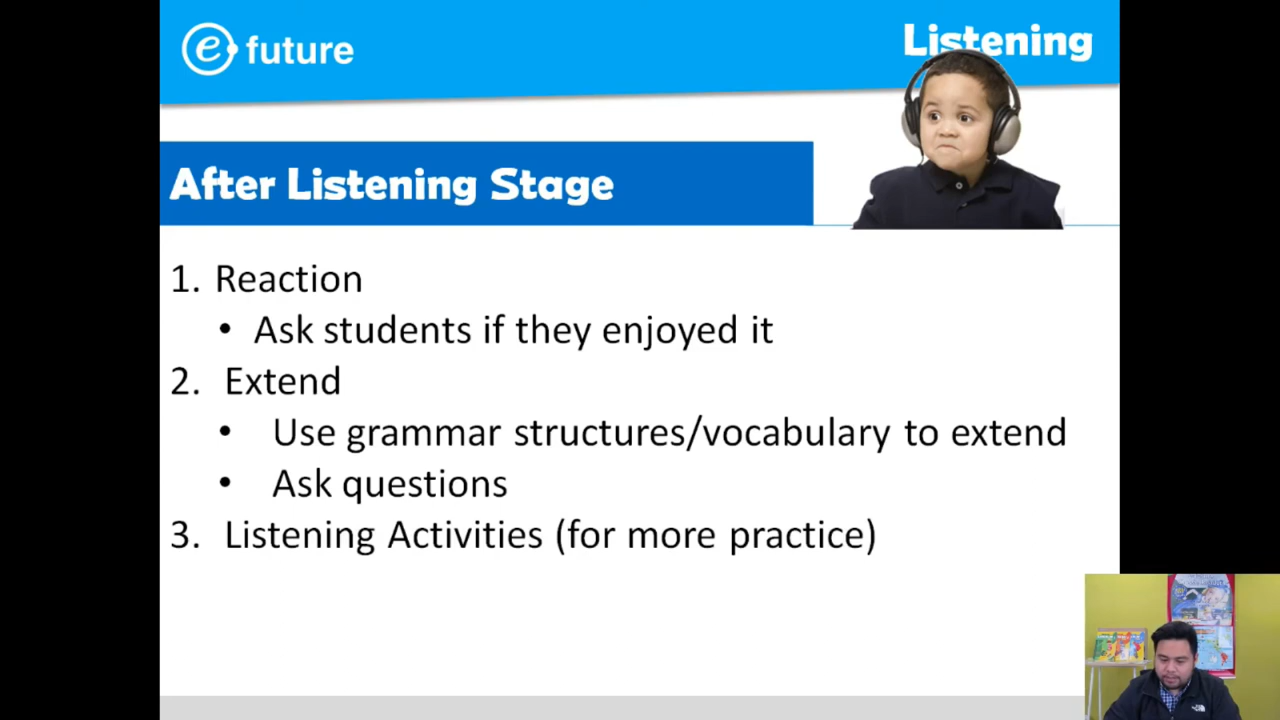 e future
Listening
After Listening Stage
1. Reaction
• Ask students if they enjoyed it
2. Extend
• Use grammar structures/vocabulary to extend
• Ask questions
3. Listening Activities (for more practice)